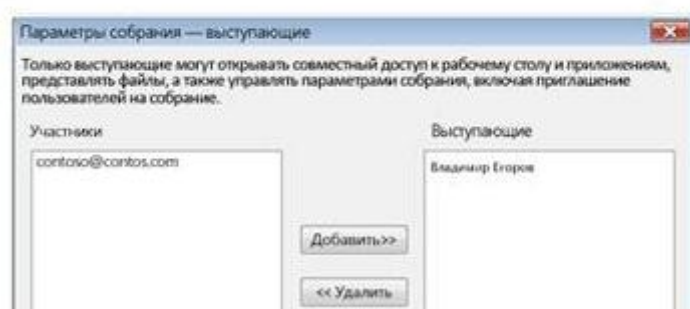 Параметры собрания — выступающие
Только выступающие могут открывать совместный доступ к рабочему столу и приложениям,
представлять файлы, а также управлять параметрами собрания, включая приглашение
пользователей на собрание.
Участники
Выступающие
contoso@contos.com
Владимир Егоров
Добавить>>
<< Удалить